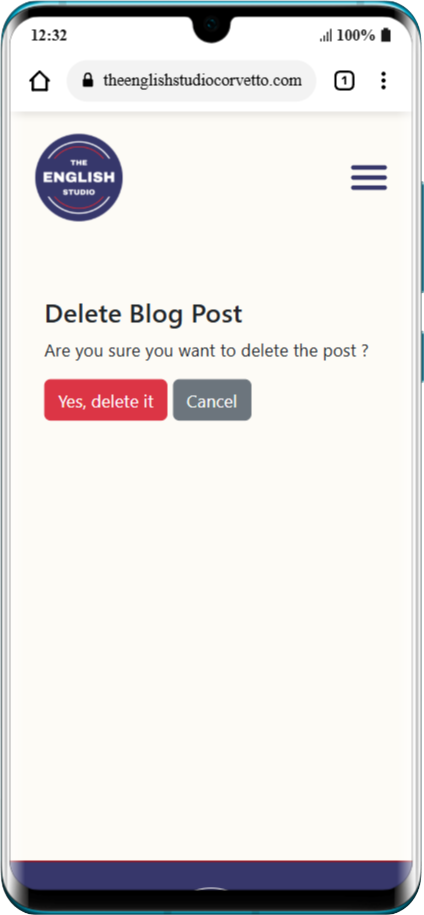 12:32
100%
theenglishstudiocorvetto.com
1
THE
ENGLISH
STUDIO
Delete Blog Post
Are you sure you want to delete the post ?
Yes, delete it
Cancel